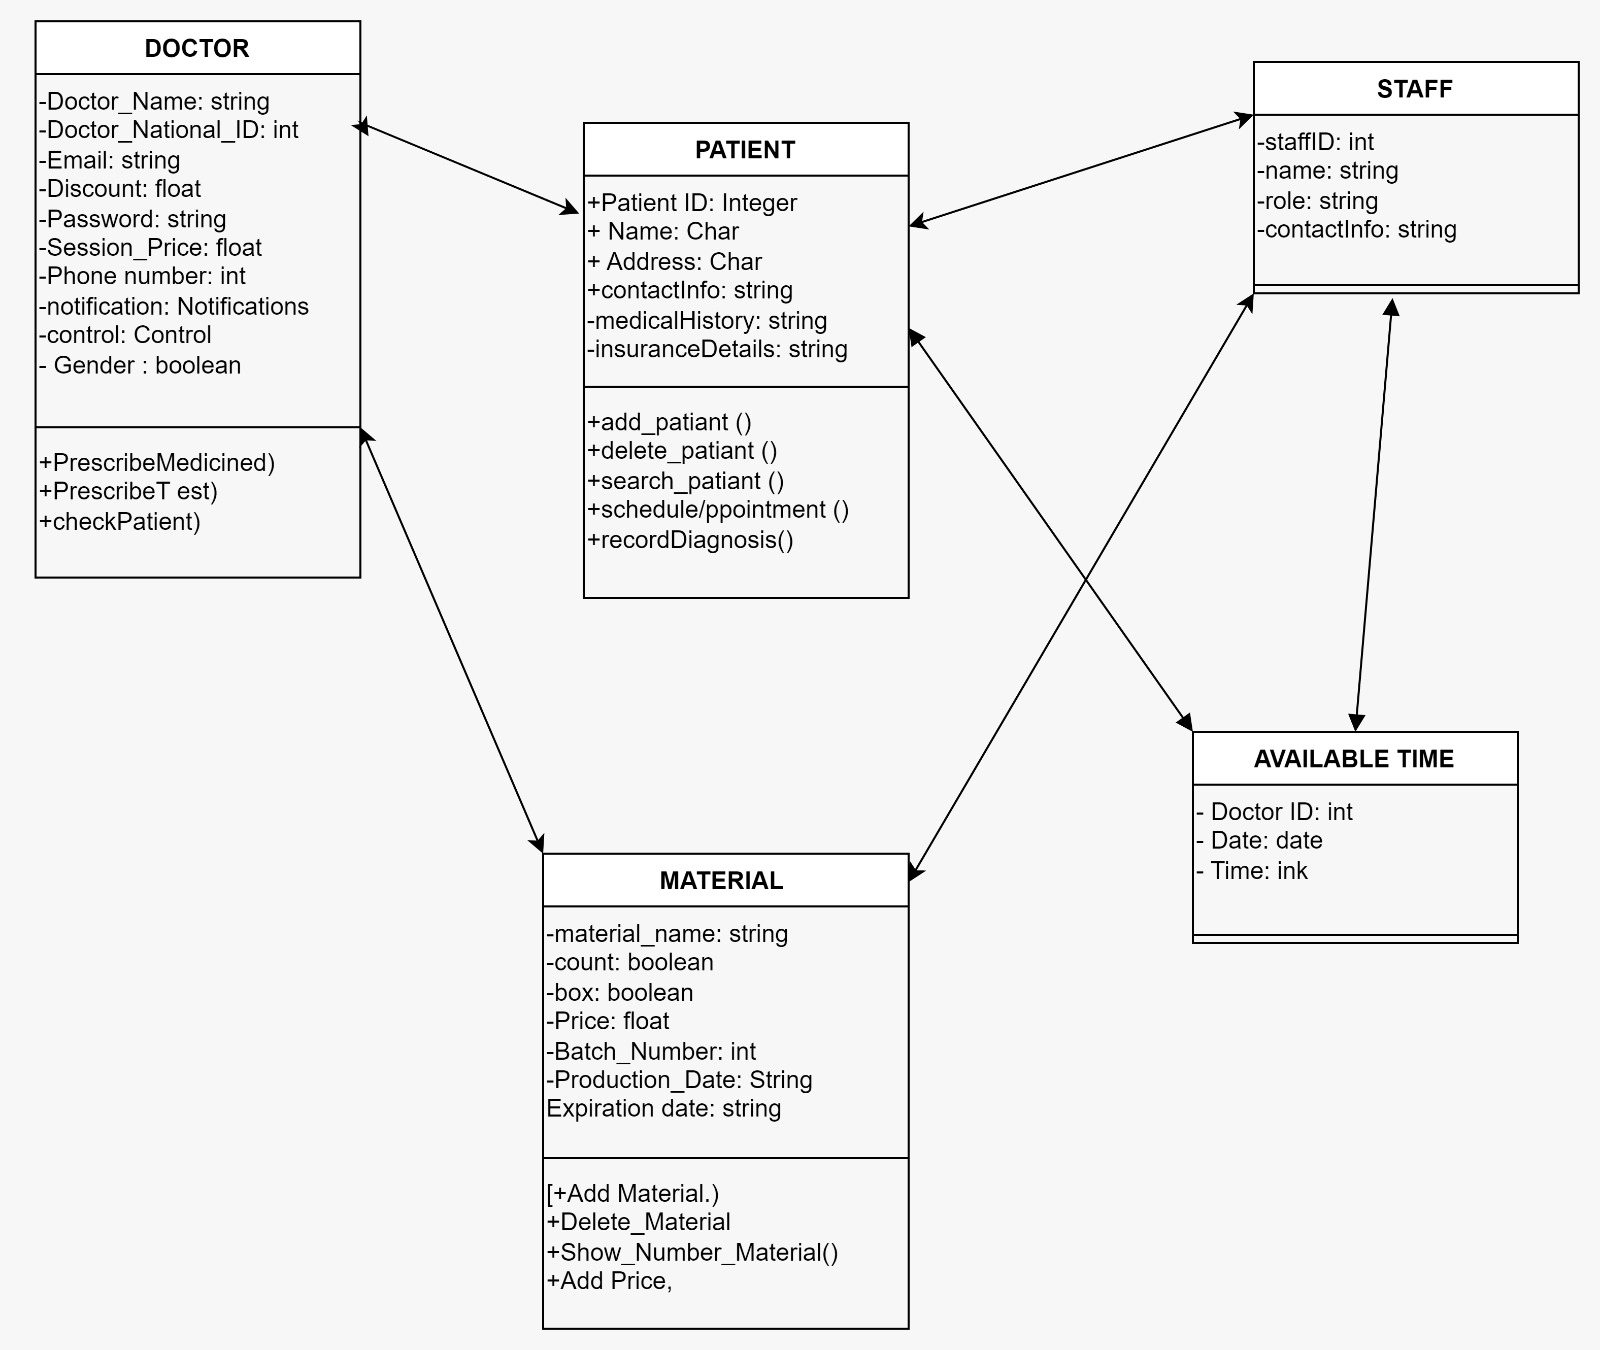 DOCTOR
-Doctor_Name: string
-Doctor_National_ID: int
-Email: string
-Discount: float
-Password: string
-Session_Price: float
-Phone number: int
-notification: Notifications
-control: Control
- Gender : boolean
+PrescribeMedicined)
+PrescribeT est)
+checkPatient)
PATIENT
+Patient ID: Integer
+ Name: Char
+ Address: Char
+contactInfo: string
-medicalHistory: string
-insuranceDetails: string
+add_patiant ()
+delete_patiant ()
+search_patiant ()
+schedule/ppointment ()
+recordDiagnosis()
STAFF
-staffID: int
-name: string
-role: string
-contactInfo: string
MATERIAL
-material_name: string
-count: boolean
-box: boolean
-Price: float
-Batch_Number: int
-Production_Date: String
Expiration date: string
[+Add Material.)
+Delete_Material
+Show_Number_Material()
+Add Price,
AVAILABLE TIME
- Doctor ID: int
- Date: date
- Time: ink